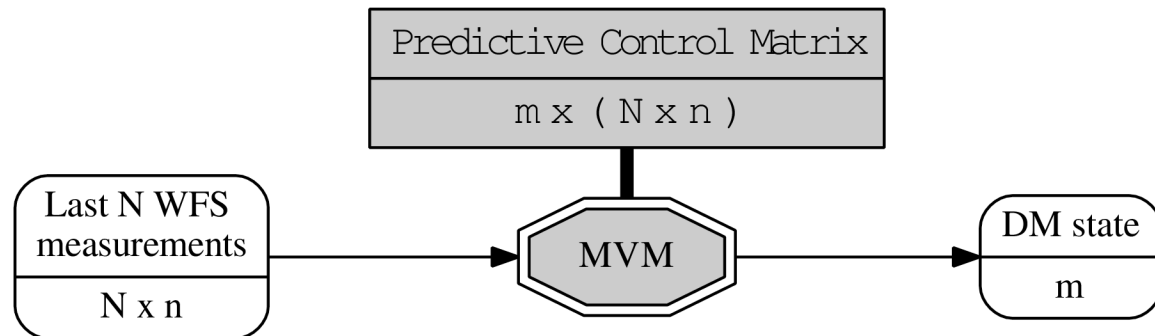 Predictive Control Matrix
m x ( N x n )
Last N WFS
measurements
N x n
MVM
DM state
m